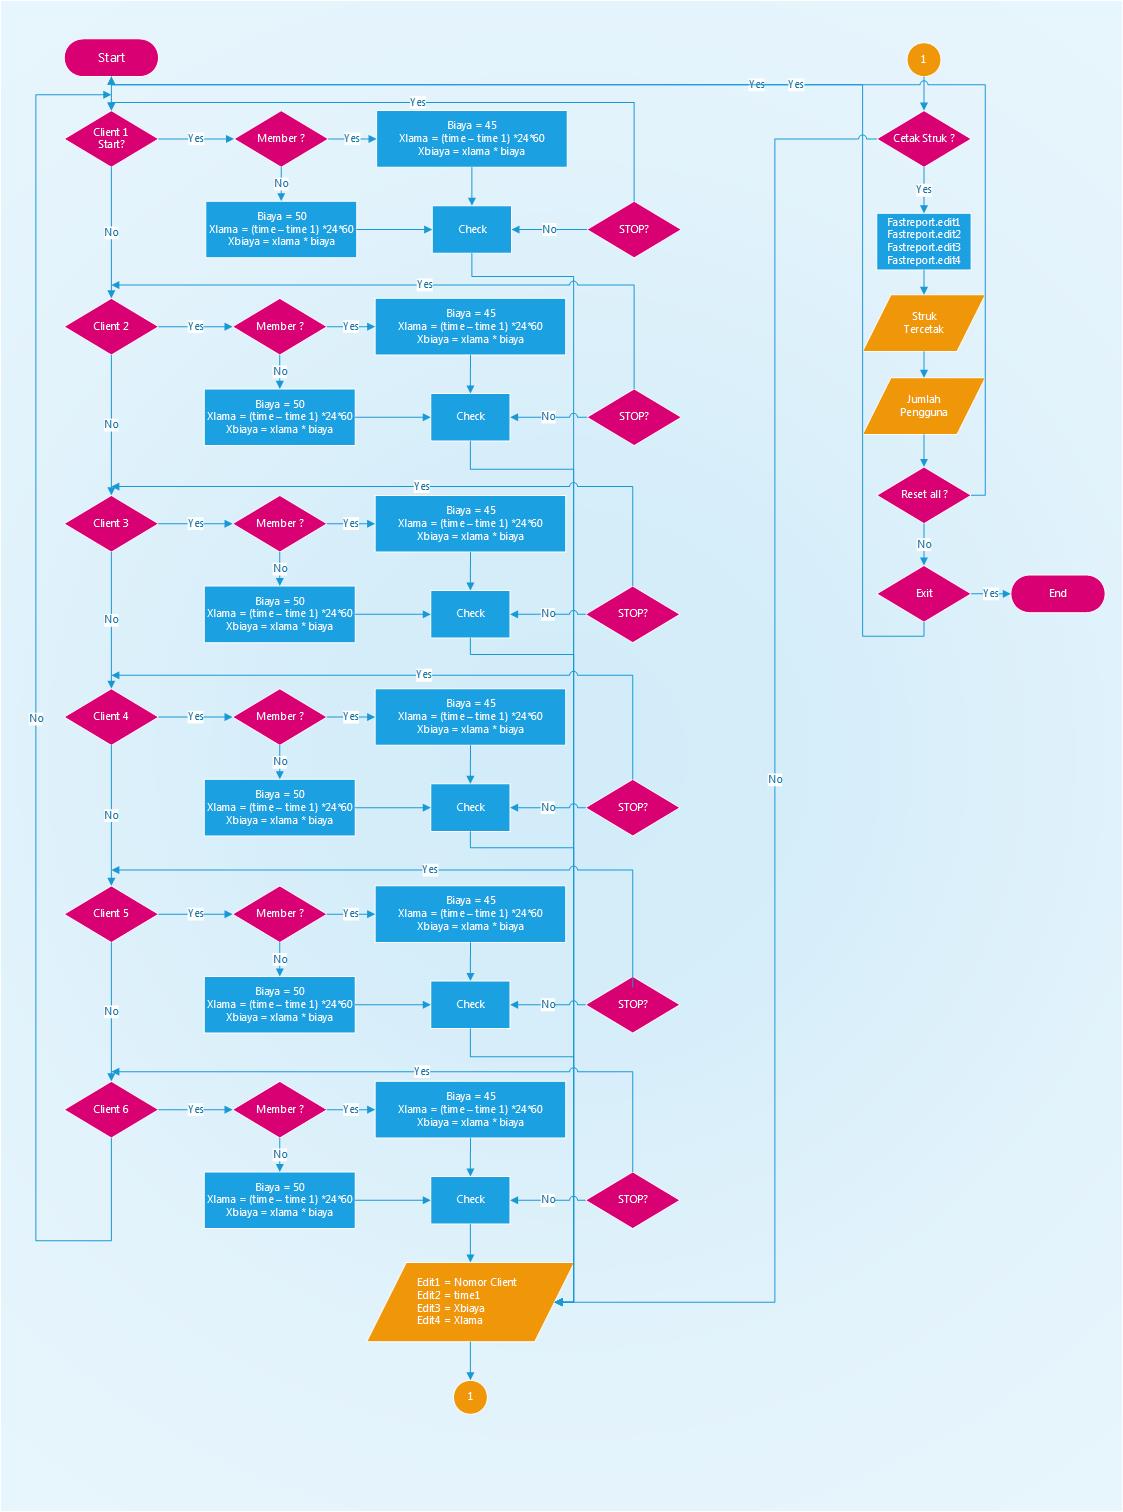 Start
1
Yes
Yes
Yes
Client 1
Start?
Yes
Member ?
Yes
Biaya = 45
Xlama = (time – time 1) *24*60
Xbiaya = xlama * biaya
Cetak Struk ?
No
Yes
Biaya = 50
Xlama = (time – time 1) *24*60
Xbiaya = xlama * biaya
Check
No
STOP?
No
Fastreport.edit1
Fastreport.edit2
Fastreport.edit3
Fastreport.edit4
Yes
Client 2
Yes
Member ?
Yes
Biaya = 45
Xlama = (time – time 1) *24*60
Xbiaya = xlama * biaya
Struk
Tercetak
No
Biaya = 50
Xlama = (time – time 1) *24*60
Xbiaya = xlama * biaya
Check
No
STOP?
No
Jumlah
Pengguna
Yes
Reset all ?
Client 3
Yes
Member ?
Yes
Biaya = 45
Xlama = (time – time 1) *24*60
Xbiaya = xlama * biaya
No
No
Biaya = 50
Xlama = (time – time 1) *24*60
Xbiaya = xlama * biaya
Check
No
STOP?
No
Exit
Yes
End
Yes
Client 4
Yes
Member ?
Yes
Biaya = 45
Xlama = (time – time 1) *24*60
Xbiaya = xlama * biaya
No
No
No
Biaya = 50
Xlama = (time – time 1) *24*60
Xbiaya = xlama * biaya
Check
No
STOP?
No
Yes
Client 5
Yes
Member ?
Yes
Biaya = 45
Xlama = (time – time 1) *24*60
Xbiaya = xlama * biaya
No
Biaya = 50
Xlama = (time – time 1) *24*60
Xbiaya = xlama * biaya
Check
No
STOP?
No
Yes
Client 6
Yes
Member ?
Yes
Biaya = 45
Xlama = (time – time 1) *24*60
Xbiaya = xlama * biaya
No
Biaya = 50
Xlama = (time – time 1) *24*60
Xbiaya = xlama * biaya
Check
No
STOP?
Edit1 = Nomor Client
Edit2 = time1
Edit3 = Xbiaya
Edit4 = Xlama
1